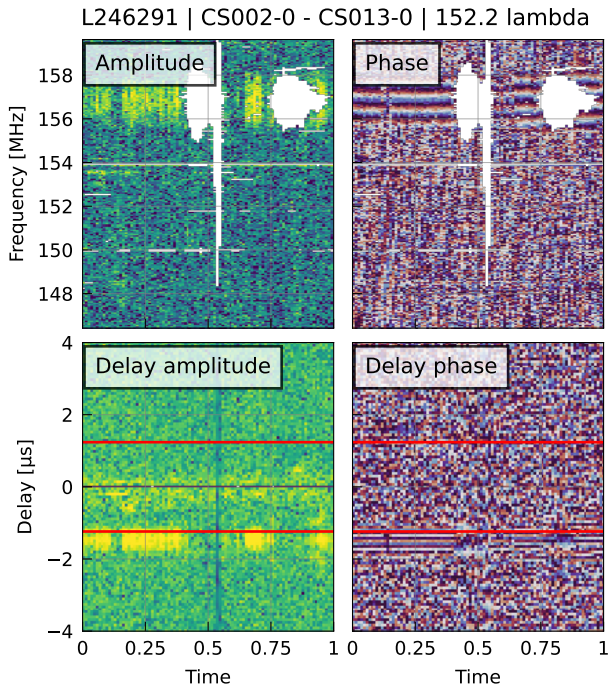 L246291 | CS002-0 - CS013-0 | 152.2 lambda
Amplitude
Phase
Frequency [MHz]
158
156
154
152
150
148
Delay amplitude
Delay phase
Delay [µs]
4
2
0
−2
−4
0 0.25 0.5 0.75 1
0 0.25 0.5 0.75 1
Time
Time